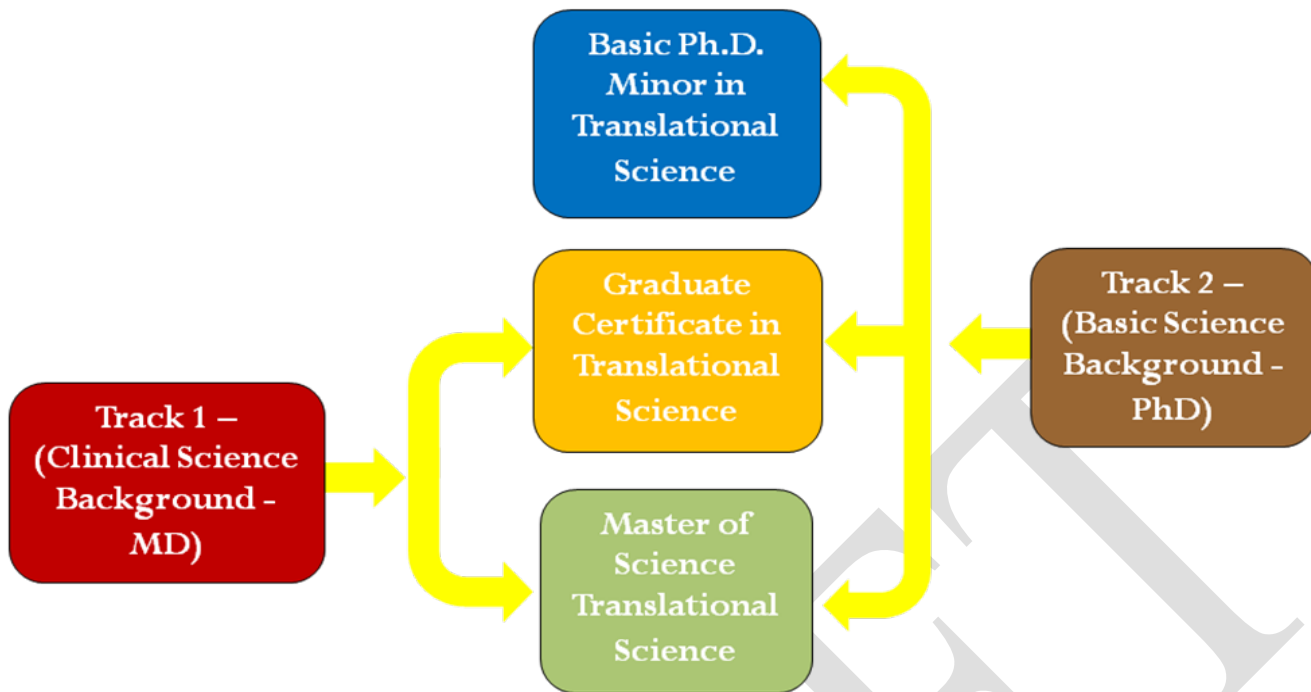 Basic Ph.D.
Minor in
Translational
Science
Graduate
Certificate in
Translational
Science
Track 2 –
(Basic Science
Background -
PhD)
Track 1 –
(Clinical Science
Background -
MD)
Master of
Science
Translational
Science
FT